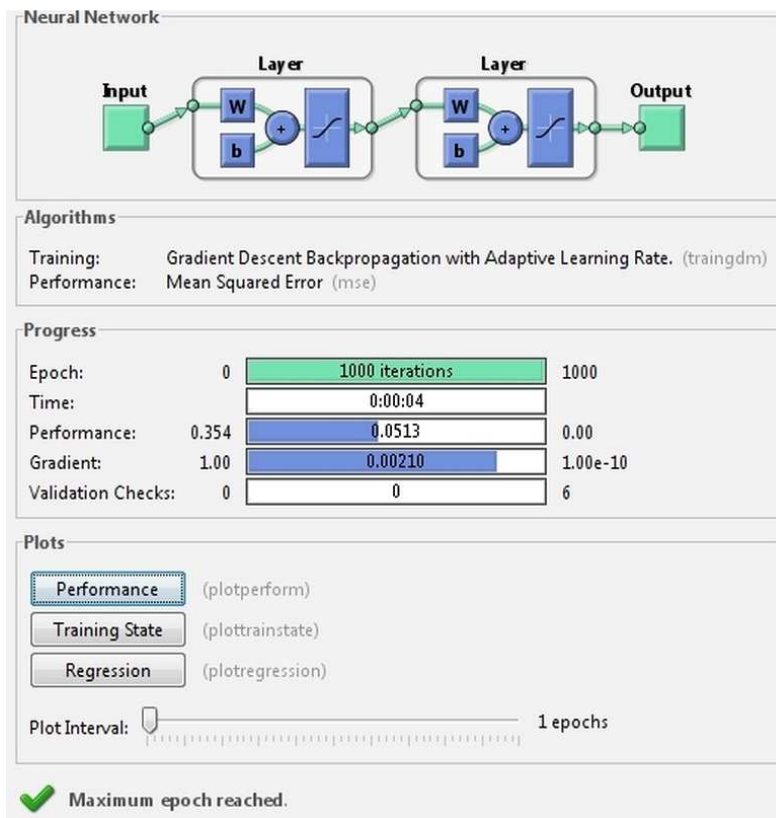 Neural Network
Layer Layer
Input Output
W W
+ +
b b
Algorithms
Training: Gradient Descent Backpropagation with Adaptive Learning Rate. (traingdm)
Performance: Mean Squared Error (mse)
Progress
Epoch: 0 1000 iterations 1000
Time: 0:00:04
Performance: 0.354 0.0513 0.00
Gradient: 1.00 0.00210 1.00e-10
Validation Checks: 0 0 6
Plots
Performance (plotperform)
Training State (plottrainstate)
Regression (plotregression)
Plot Interval: 1 epochs
Maximum epoch reached.